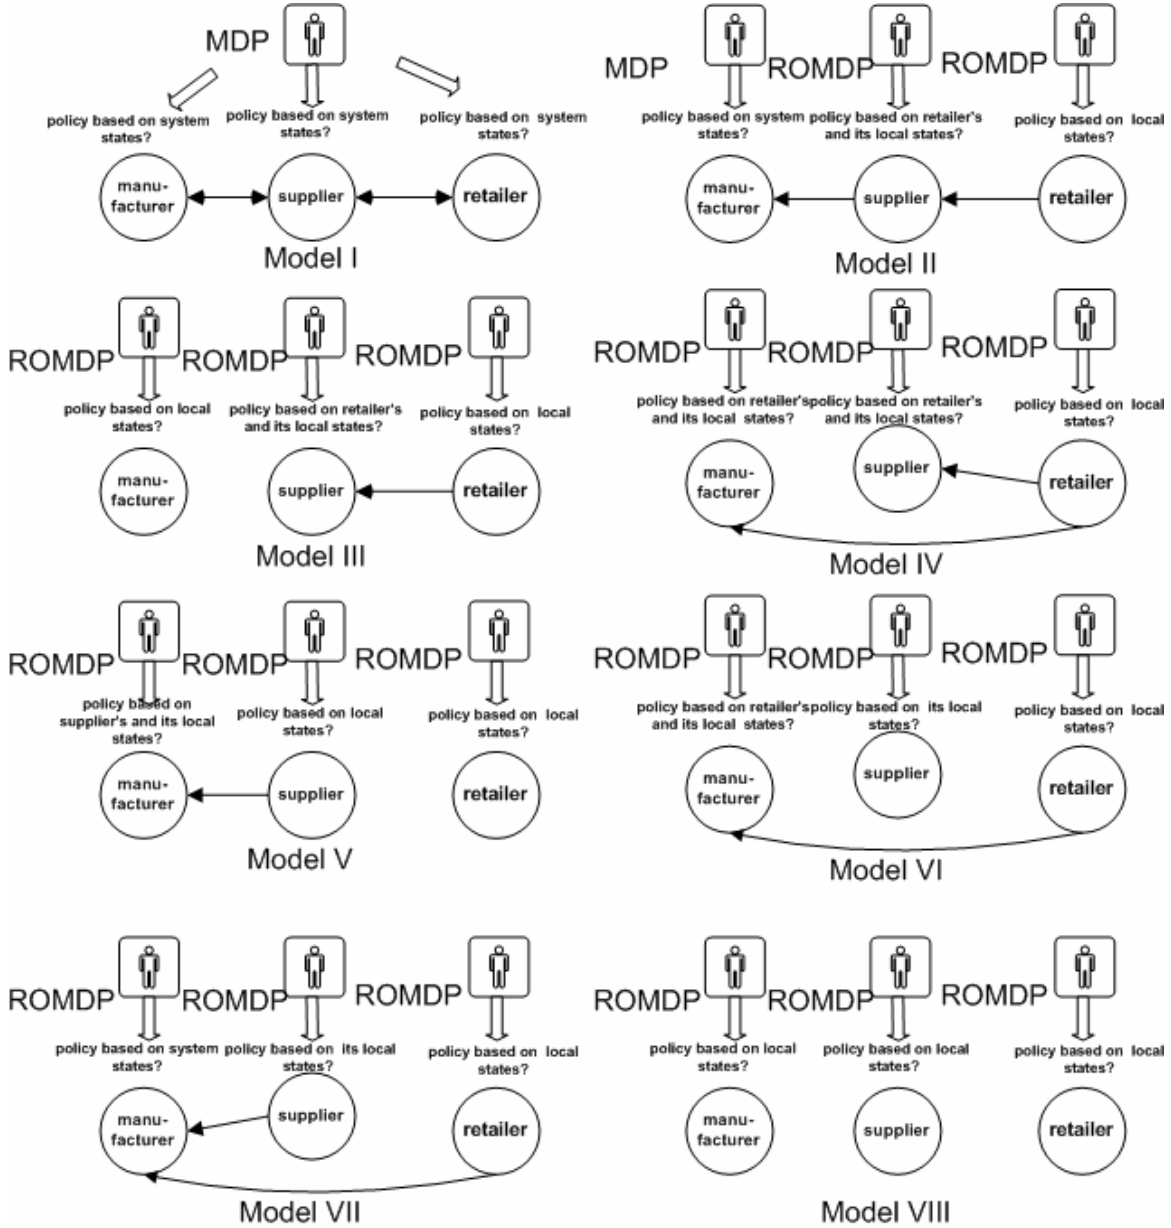 MDP
policy based on system
states?
policy based on system
states?
policy based on system
states?
manu-
facturer
supplier
retailer
Model I
MDP
ROMDP
ROMDP
policy based on system
states?
policy based on retailer's
and its local states?
policy based on local
states?
manu-
facturer
supplier
retailer
Model II
ROMDP
ROMDP
ROMDP
policy based on local
states?
policy based on retailer's
and its local states?
policy based on local
states?
manu-
facturer
supplier
retailer
Model III
ROMDP
ROMDP
ROMDP
policy based on retailer's
and its local states?
policy based on retailer's
and its local states?
policy based on local
states?
manu-
facturer
supplier
retailer
Model IV
ROMDP
ROMDP
ROMDP
policy based on
supplier's and its local
states?
policy based on local
states?
policy based on local
states?
manu-
facturer
supplier
retailer
Model V
ROMDP
ROMDP
ROMDP
policy based on retailer's
and its local states?
policy based on its local
states?
policy based on local
states?
manu-
facturer
supplier
retailer
Model VI
ROMDP
ROMDP
ROMDP
policy based on system
states?
policy based on its local
states?
policy based on local
states?
manu-
facturer
supplier
retailer
Model VII
ROMDP
ROMDP
ROMDP
policy based on local
states?
policy based on local
states?
policy based on local
states?
manu-
facturer
supplier
retailer
Model VIII